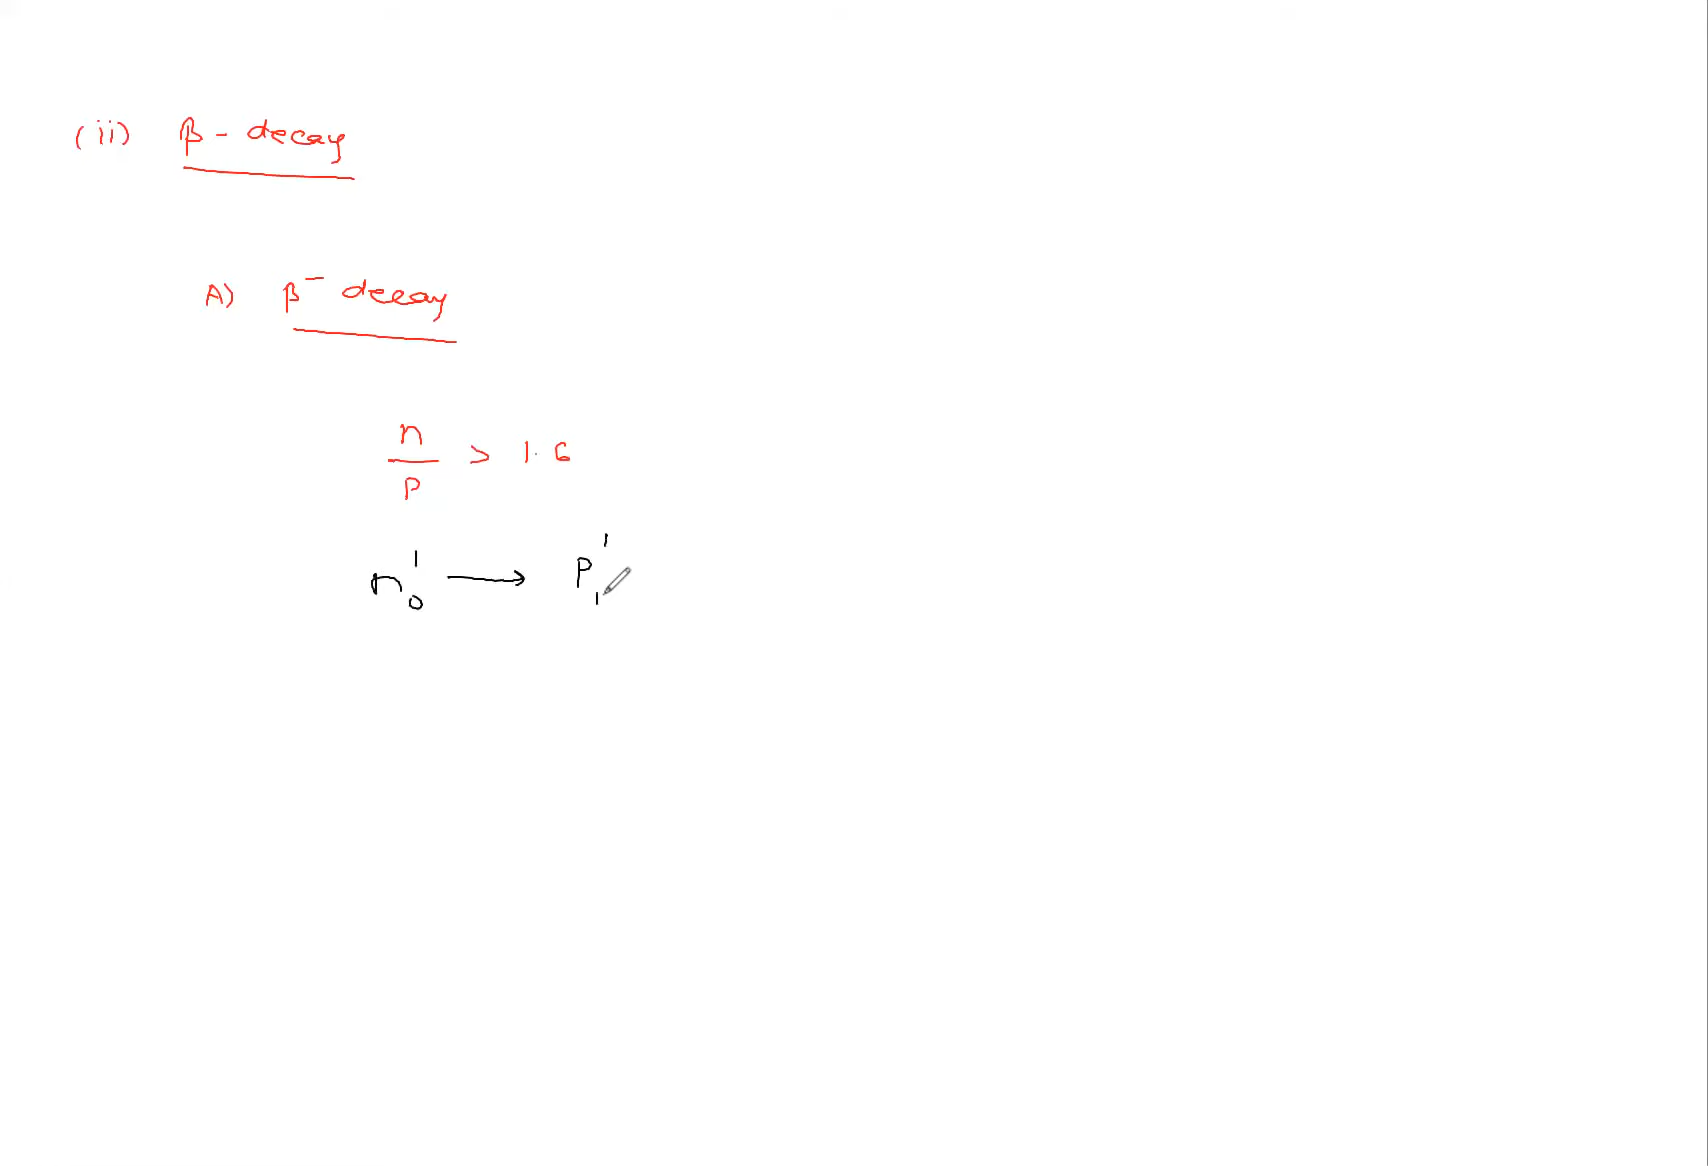 (ii) β - decay
A) β⁻ decay
n
p
> 1.6
n¹₀ → p¹₁